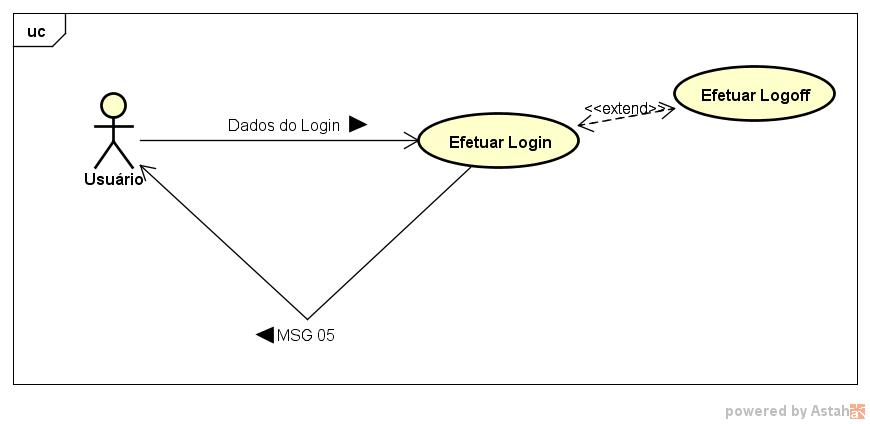 uc
Efetuar Logoff
<<extend>>
Dados do Login
Efetuar Login
Usuário
MSG 05
powered by Astah